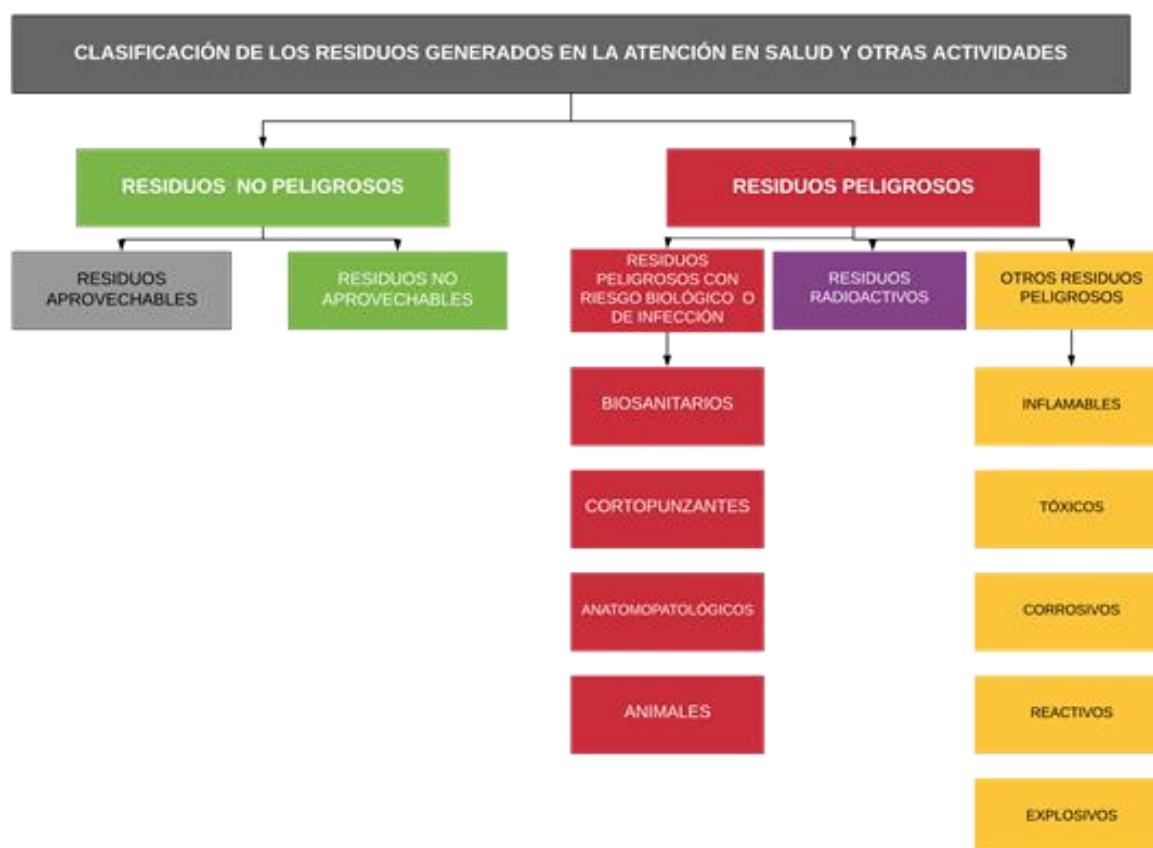 CLASIFICACIÓN DE LOS RESIDUOS GENERADOS EN LA ATENCIÓN EN SALUD Y OTRAS ACTIVIDADES
RESIDUOS NO PELIGROSOS
RESIDUOS PELIGROSOS
RESIDUOS
APROVECHABLES
RESIDUOS NO
APROVECHABLES
RESIDUOS
PELIGROSOS CON
RIESGO BIOLÓGICO O
DE INFECCIÓN
RESIDUOS
RADIOACTIVOS
OTROS RESIDUOS
PELIGROSOS
BIOSANITARIOS
CORTOPUNZANTES
ANATOMOPATOLÓGICOS
ANIMALES
INFLAMABLES
TÓXICOS
CORROSIVOS
REACTIVOS
EXPLOSIVOS